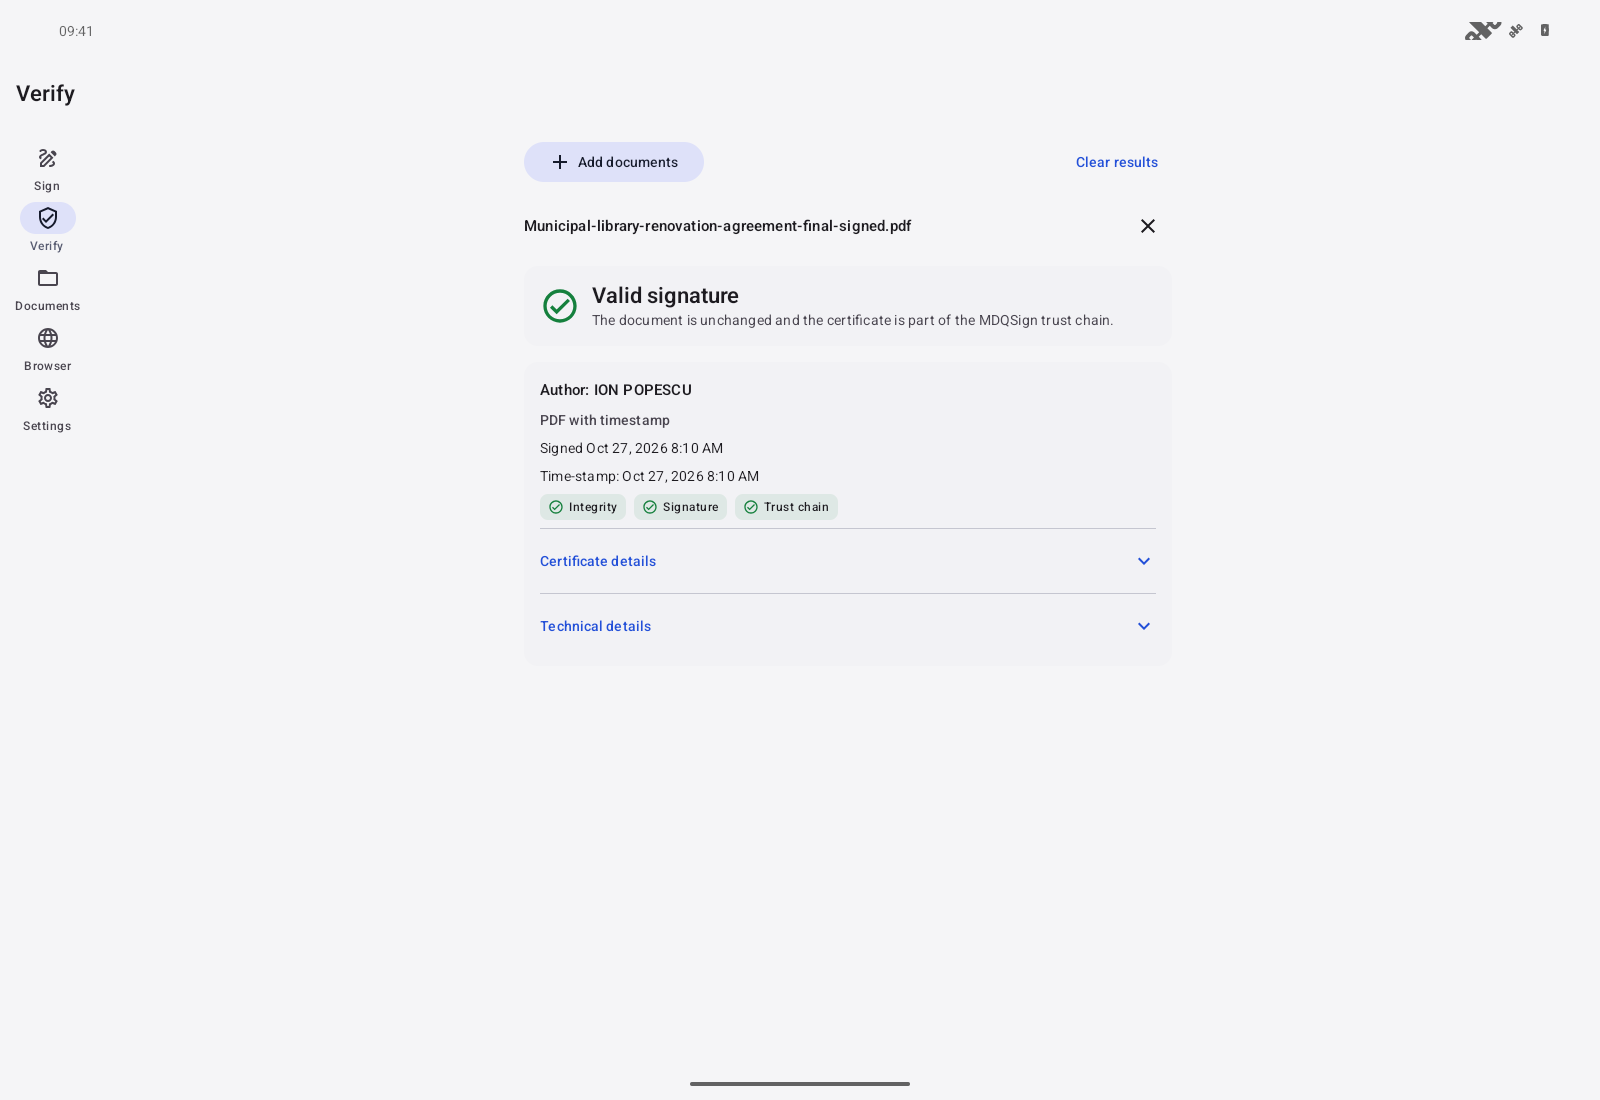 09:41
Verify
Sign
Verify
Documents
Browser
Settings
Add documents
Clear results
Municipal-library-renovation-agreement-final-signed.pdf
Valid signature
The document is unchanged and the certificate is part of the MDQSign trust chain.
Author: ION POPESCU
PDF with timestamp
Signed Oct 27, 2026 8:10 AM
Time-stamp: Oct 27, 2026 8:10 AM
Integrity Signature Trust chain
Certificate details
Technical details